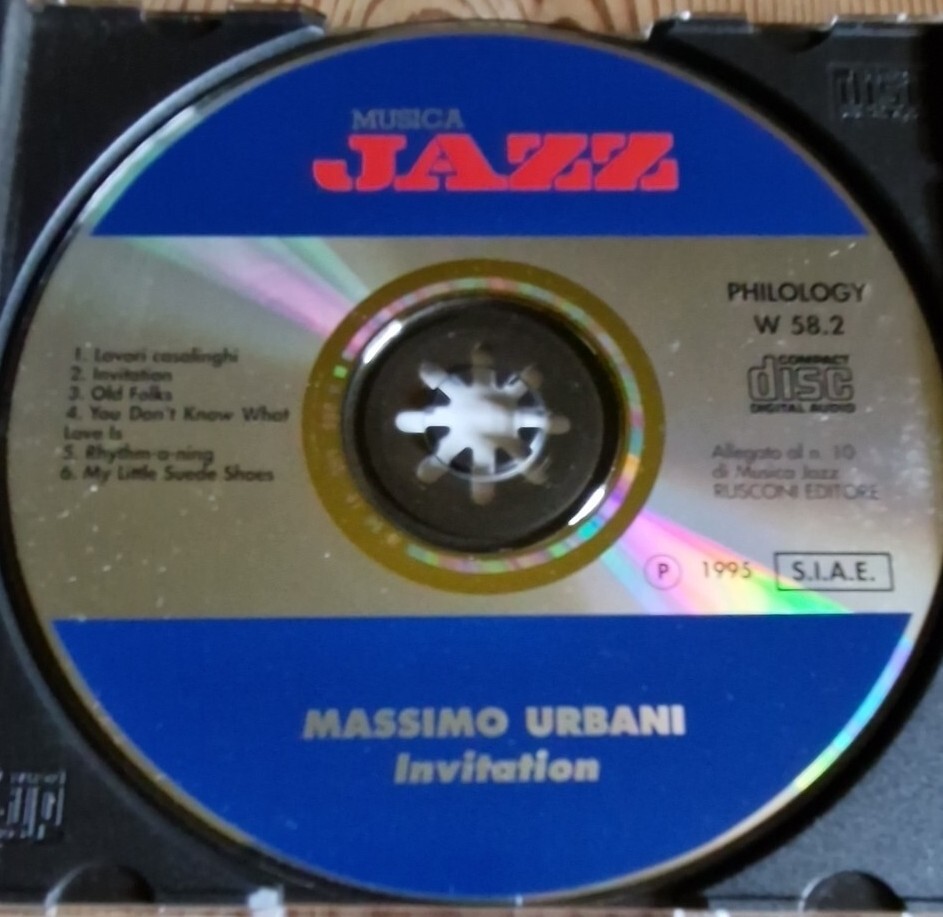 MUSICA
JAZZ
PHILOLOGY
W 58.2
1. Lavori casalinghi
2. Invitation
3. Old Folks
4. You Don't Know What
Love Is
5. Rhythm-a-ning
6. My Little Suede Shoes
COMPACT
disc
DIGITAL AUDIO
Allegato al n. 10
di Musica Jazz
RUSCONI EDITORE
P 1995 S.I.A.E.
MASSIMO URBANI
Invitation